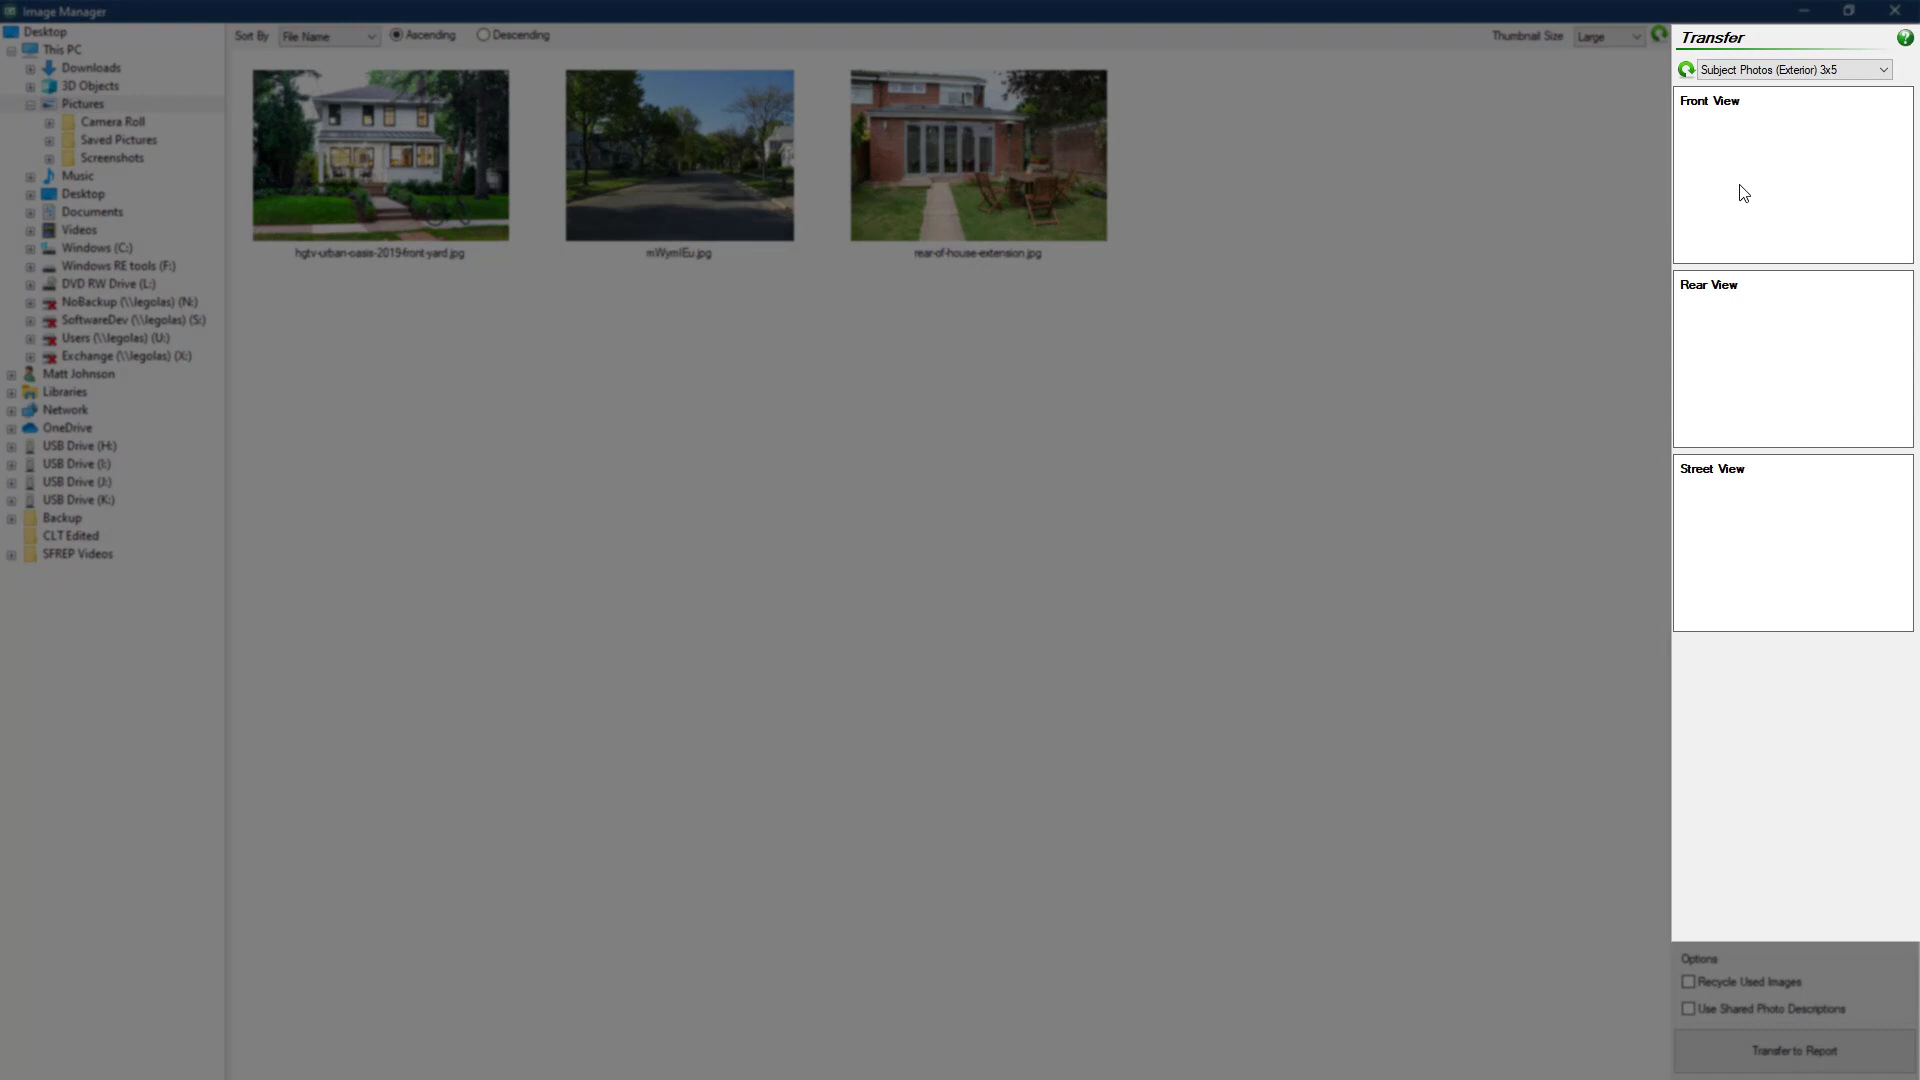 Image Manager
Desktop
This PC
Downloads
3D Objects
Pictures
Camera Roll
Saved Pictures
Screenshots
Music
Desktop
Documents
Videos
Windows (C:)
Windows RE tools (F:)
DVD RW Drive (L:)
NoBackup (\\legolas) (N:)
SoftwareDev (\\legolas) (S:)
Users (\\legolas) (U:)
Exchange (\\legolas) (X:)
Matt Johnson
Libraries
Network
OneDrive
USB Drive (H:)
USB Drive (I:)
USB Drive (J:)
USB Drive (K:)
Backup
CLT Edited
SFREP Videos
Sort By File Name Ascending Descending Thumbnail Size Large
hgtv-urban-oasis-2019-front-yard.jpg
mWymIEu.jpg
rear-of-house-extension.jpg
Transfer
Subject Photos (Exterior) 3x5
Front View
Rear View
Street View
Options
Recycle Used Images
Use Shared Photo Descriptions
Transfer to Report